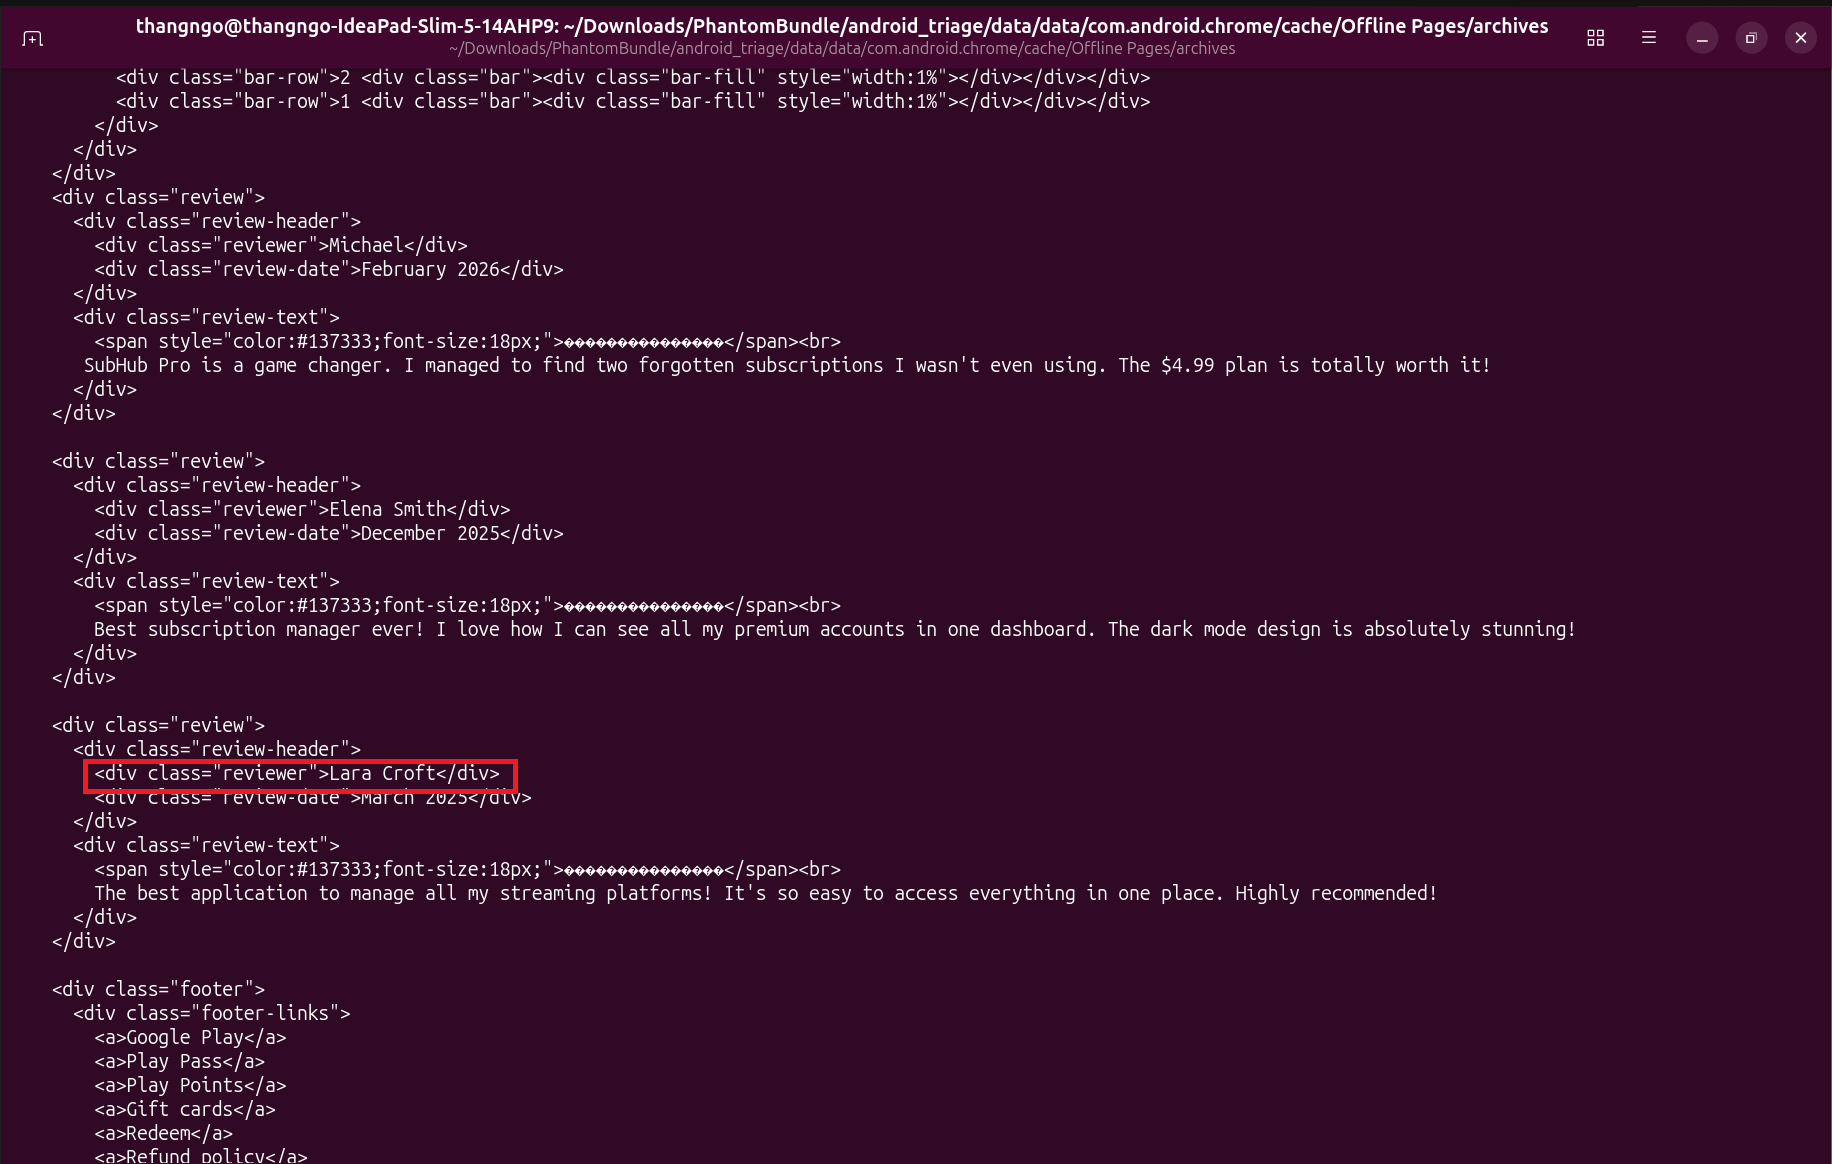 thangngo@thangngo-IdeaPad-Slim-5-14AHP9: ~/Downloads/PhantomBundle/android_triage/data/data/com.android.chrome/cache/Offline Pages/archives
~/Downloads/PhantomBundle/android_triage/data/data/com.android.chrome/cache/Offline Pages/archives
<div class="bar-row">2 <div class="bar"><div class="bar-fill" style="width:1%"></div></div></div>
<div class="bar-row">1 <div class="bar"><div class="bar-fill" style="width:1%"></div></div></div>
</div>
</div>
</div>
<div class="review">
<div class="review-header">
<div class="reviewer">Michael</div>
<div class="review-date">February 2026</div>
</div>
<div class="review-text">
<span style="color:#137333;font-size:18px;">���������������</span><br>
SubHub Pro is a game changer. I managed to find two forgotten subscriptions I wasn't even using. The $4.99 plan is totally worth it!
</div>
</div>
<div class="review">
<div class="review-header">
<div class="reviewer">Elena Smith</div>
<div class="review-date">December 2025</div>
</div>
<div class="review-text">
<span style="color:#137333;font-size:18px;">���������������</span><br>
Best subscription manager ever! I love how I can see all my premium accounts in one dashboard. The dark mode design is absolutely stunning!
</div>
</div>
<div class="review">
<div class="review-header">
<div class="reviewer">Lara Croft</div>
<div class="review-date">March 2025</div>
</div>
<div class="review-text">
<span style="color:#137333;font-size:18px;">���������������</span><br>
The best application to manage all my streaming platforms! It's so easy to access everything in one place. Highly recommended!
</div>
</div>
<div class="footer">
<div class="footer-links">
<a>Google Play</a>
<a>Play Pass</a>
<a>Play Points</a>
<a>Gift cards</a>
<a>Redeem</a>
<a>Refund policy</a>